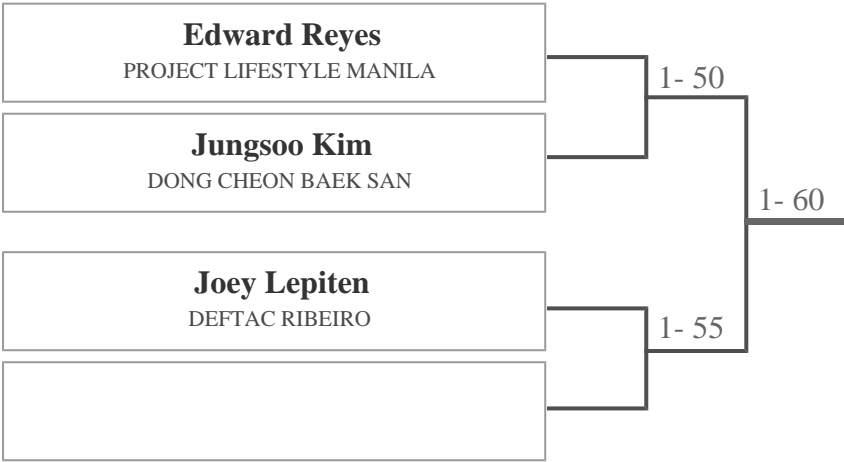 Edward Reyes
PROJECT LIFESTYLE MANILA
1- 50
Jungsoo Kim
DONG CHEON BAEK SAN
1- 60
Joey Lepiten
DEFTAC RIBEIRO
1- 55